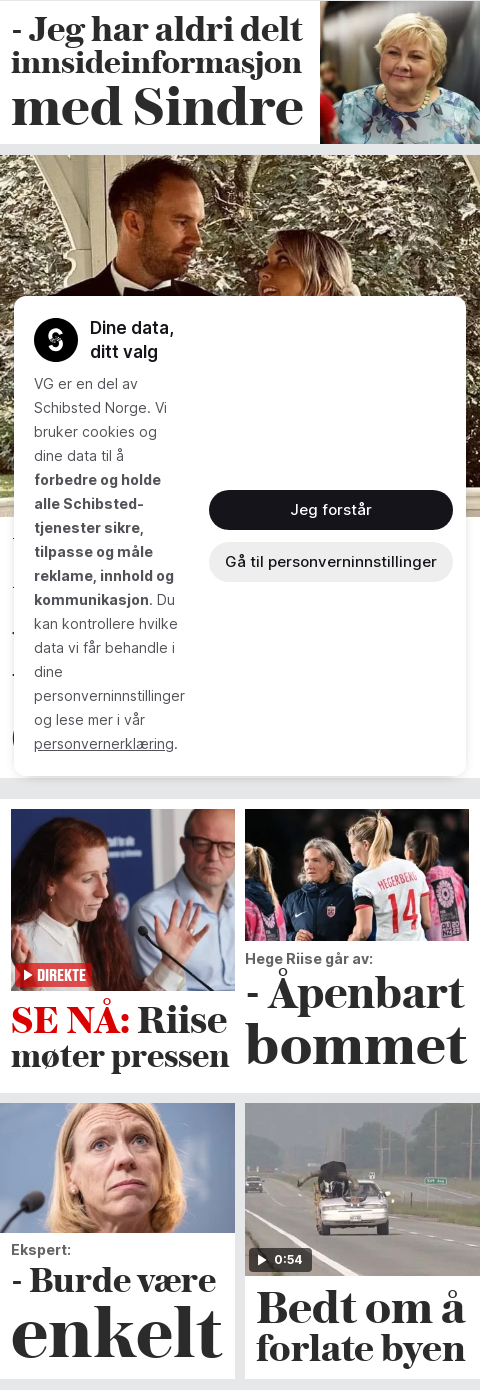 - Jeg har aldri delt
innsideinformasjon
med Sindre
Dine data,
ditt valg
VG er en del av
Schibsted Norge. Vi
bruker cookies og
dine data til å
forbedre og holde
alle Schibsted-
tjenester sikre,
tilpasse og måle
reklame, innhold og
kommunikasjon. Du
kan kontrollere hvilke
data vi får behandle i
dine
personverninnstillinger
og lese mer i vår
personvernerklæring.
Jeg forstår
Gå til personverninnstillinger
DIREKTE
SE NÅ: Riise
møter pressen
HEGERBERG
14
Hege Riise går av:
- Åpenbart
bommet
Ekspert:
- Burde være
enkelt
0:54
Bedt om å
forlate byen